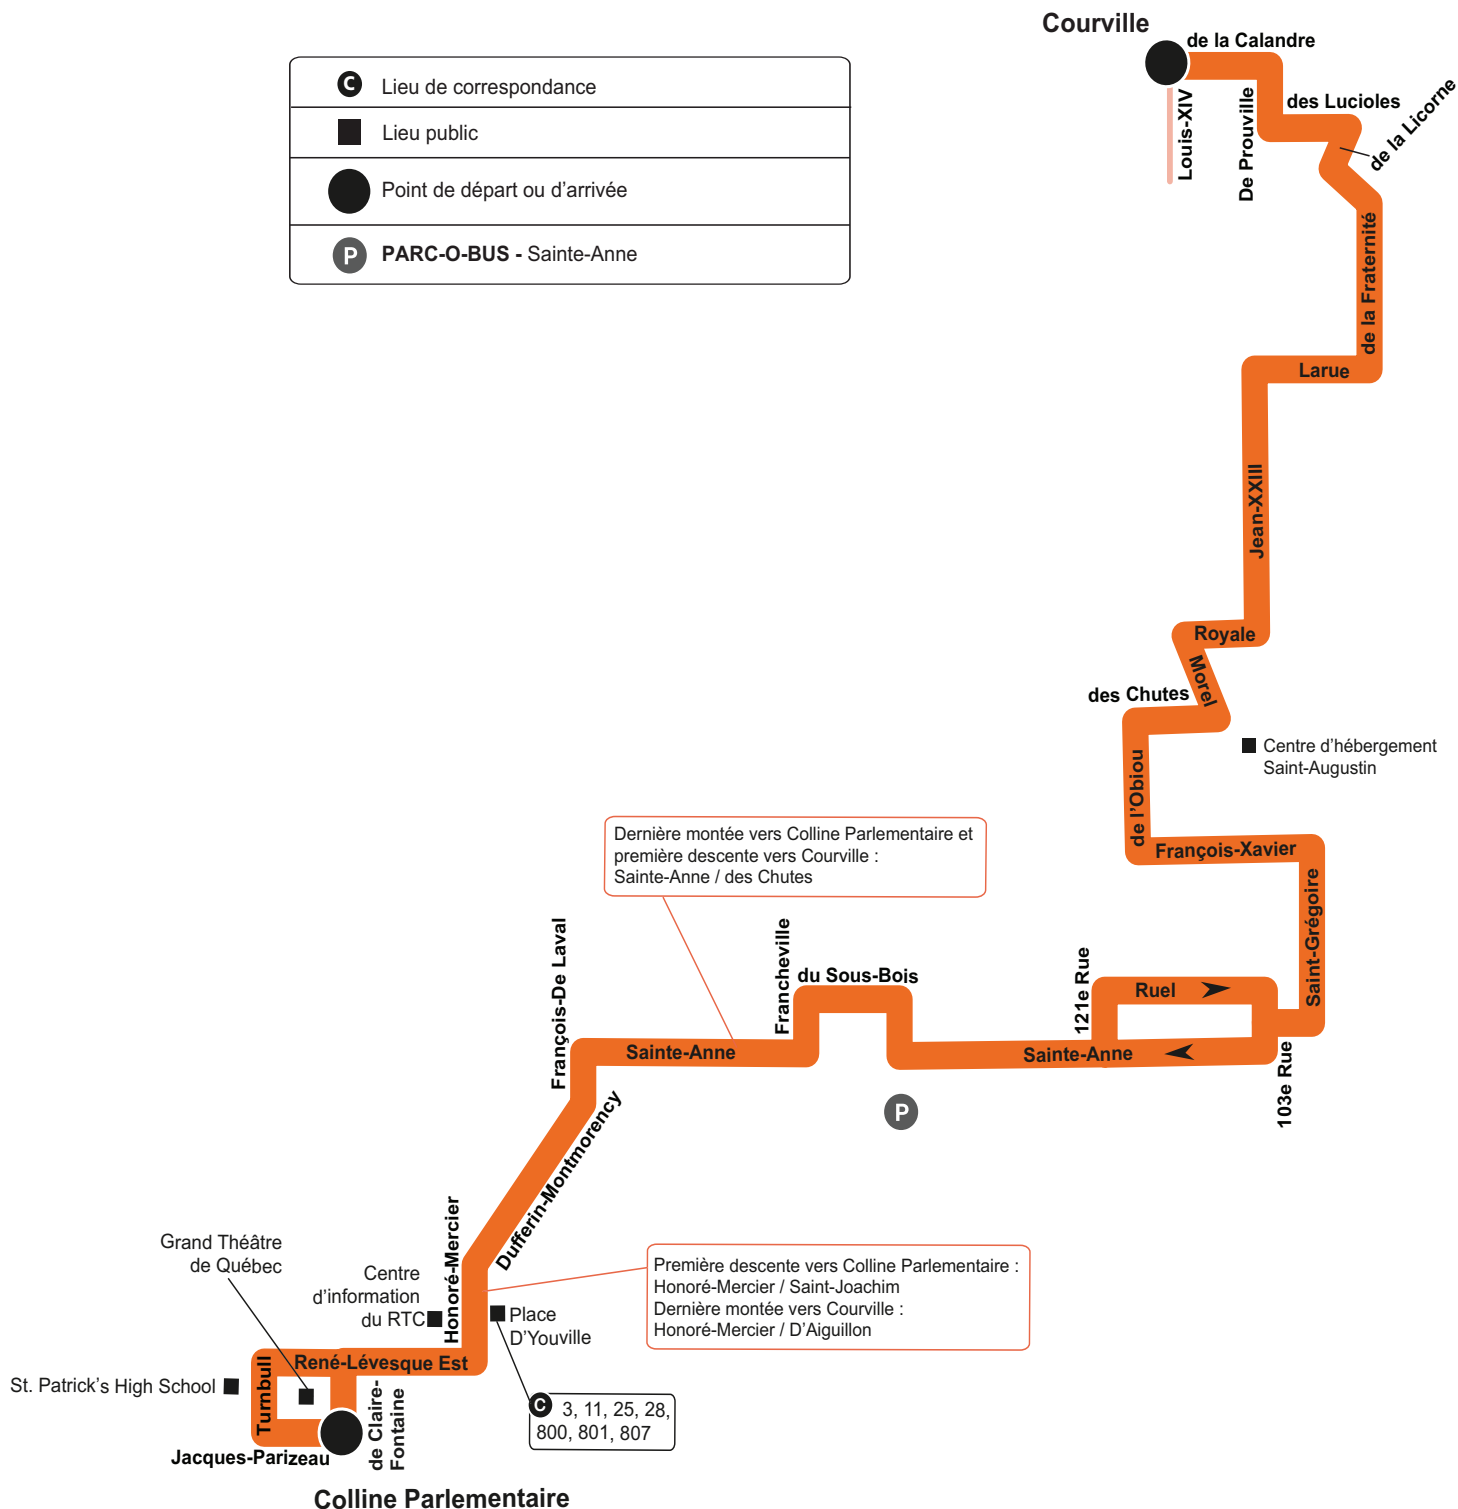 Courville
de la Calandre
C Lieu de correspondance
Lieu public
Point de départ ou d'arrivée
P PARC-O-BUS - Sainte-Anne
Louis-XIV
De Prouville
des Lucioles
de la Licorne
de la Fraternité
Larue
Jean-XXIII
Royale
Morel
des Chutes
Centre d'hébergement
Saint-Augustin
de l'Obiou
François-Xavier
Saint-Grégoire
Dernière montée vers Colline Parlementaire et
première descente vers Courville :
Sainte-Anne / des Chutes
François-De Laval
Francheville
du Sous-Bois
121e Rue
Ruel
Sainte-Anne
Sainte-Anne
103e Rue
P
Dufferin-Montmorency
Honoré-Mercier
Grand Théâtre
de Québec
Centre
d'information
du RTC
Place
D'Youville
Première descente vers Colline Parlementaire :
Honoré-Mercier / Saint-Joachim
Dernière montée vers Courville :
Honoré-Mercier / D'Aiguillon
René-Lévesque Est
Turnbull
St. Patrick's High School
de Claire-
Fontaine
C 3, 11, 25, 28,
800, 801, 807
Jacques-Parizeau
Colline Parlementaire